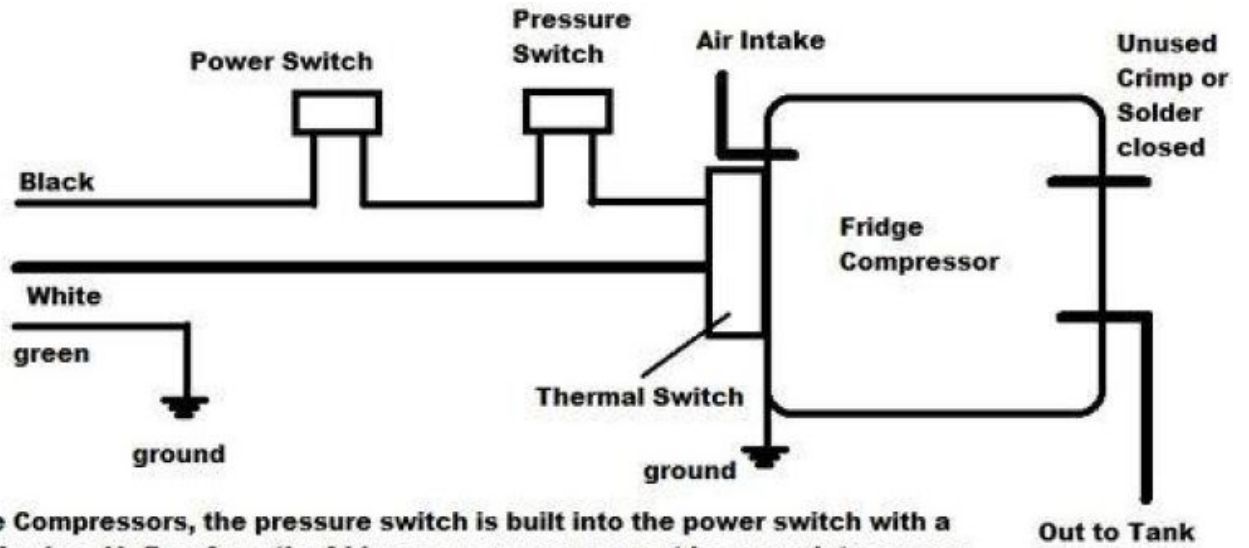 Pressure
Switch
Power Switch
Air Intake
Unused
Crimp or
Solder
closed
Black
Fridge
Compressor
White
green
Thermal Switch
ground
ground
e Compressors, the pressure switch is built into the power switch with a
Out to Tank